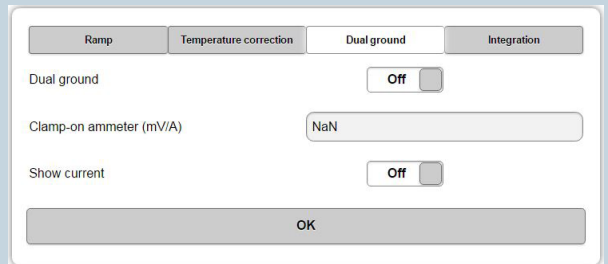 Ramp Temperature correction Dual ground Integration
Dual ground Off
Clamp-on ammeter (mV/A) NaN
Show current Off
OK